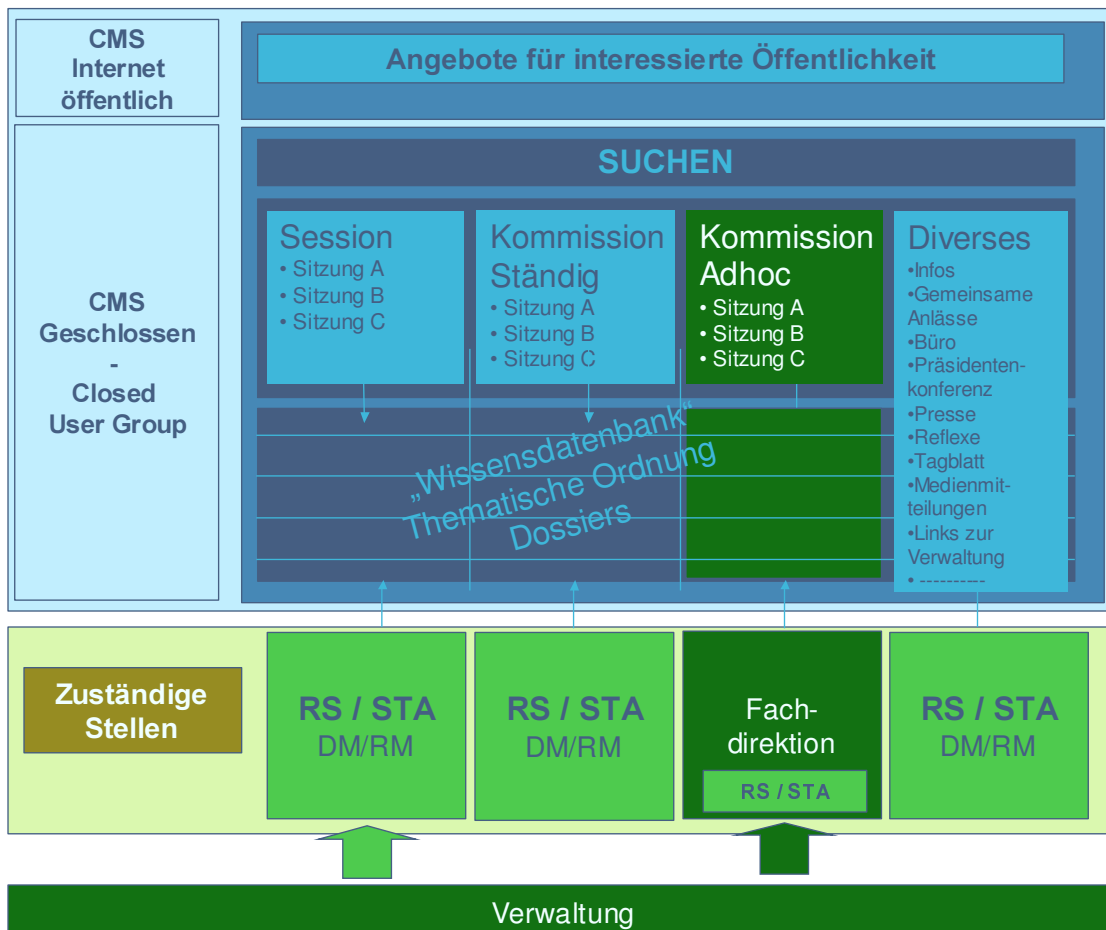 CMS
Internet
öffentlich
Angebote für interessierte Öffentlichkeit
CMS
Geschlossen
-
Closed
User Group
SUCHEN
Session
• Sitzung A
• Sitzung B
• Sitzung C
Kommission
Ständig
• Sitzung A
• Sitzung B
• Sitzung C
Kommission
Adhoc
• Sitzung A
• Sitzung B
• Sitzung C
Diverses
•Infos
•Gemeinsame
Anlässe
•Büro
•Präsidenten-
konferenz
•Presse
•Reflexe
•Tagblatt
•Medienmit-
teilungen
•Links zur
Verwaltung
• ----------
„Wissensdatenbank“
Thematische Ordnung
Dossiers
Zuständige
Stellen
RS / STA
DM/RM
RS / STA
DM/RM
Fach-
direktion
RS / STA
RS / STA
DM/RM
Verwaltung